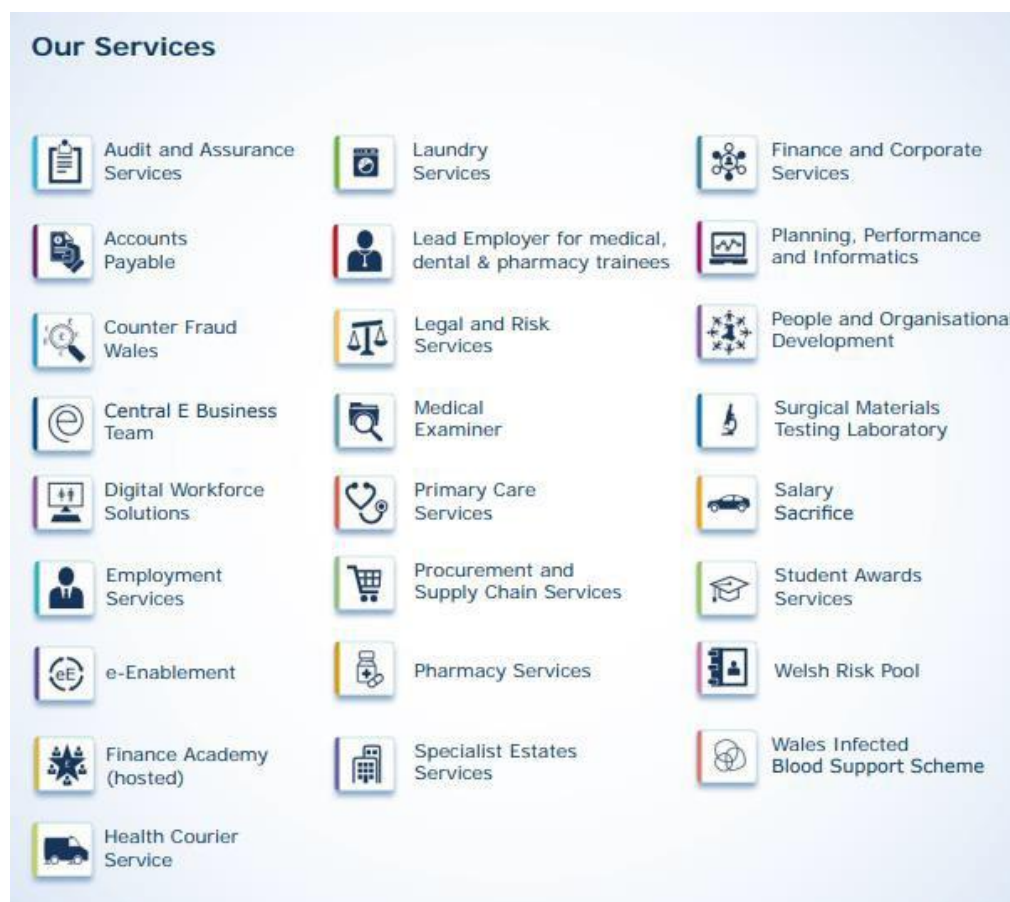 Our Services
Audit and Assurance
Services
Accounts
Payable
Counter Fraud
Wales
Central E Business
Team
Digital Workforce
Solutions
Employment
Services
eE
e-Enablement
Finance Academy
(hosted)
Health Courier
Service
Laundry
Services
Lead Employer for medical,
dental & pharmacy trainees
Legal and Risk
Services
Medical
Examiner
Primary Care
Services
Procurement and
Supply Chain Services
Pharmacy Services
Specialist Estates
Services
Finance and Corporate
Services
Planning, Performance
and Informatics
People and Organisationa
Development
Surgical Materials
Testing Laboratory
Salary
Sacrifice
Student Awards
Services
Welsh Risk Pool
Wales Infected
Blood Support Scheme